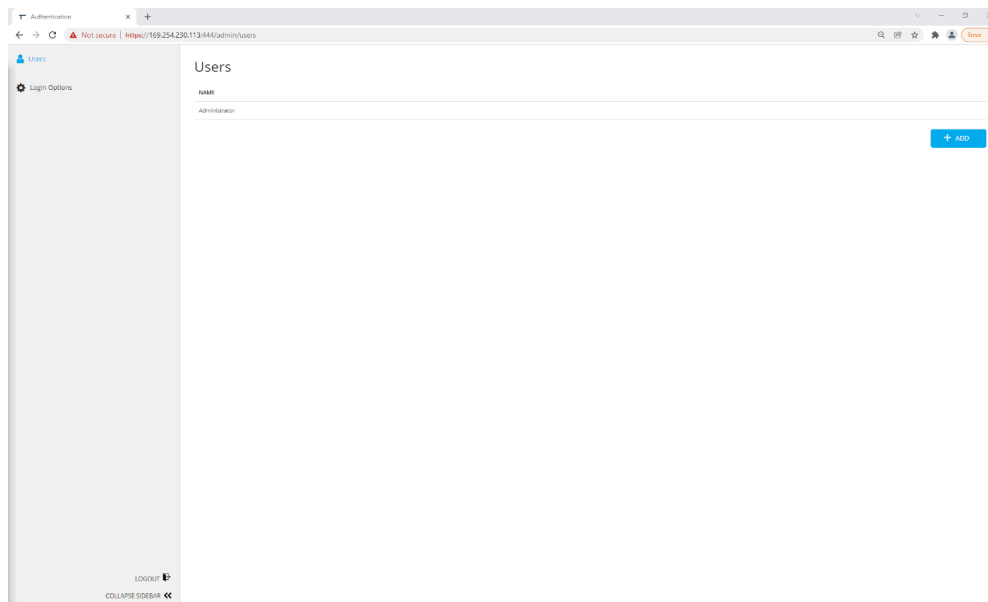 Authentication
Not secure | https://169.254.230.113:444/admin/users
Error
Users
Login Options
Users
NAME
Administrator
+ ADD
LOGOUT
COLLAPSE SIDEBAR